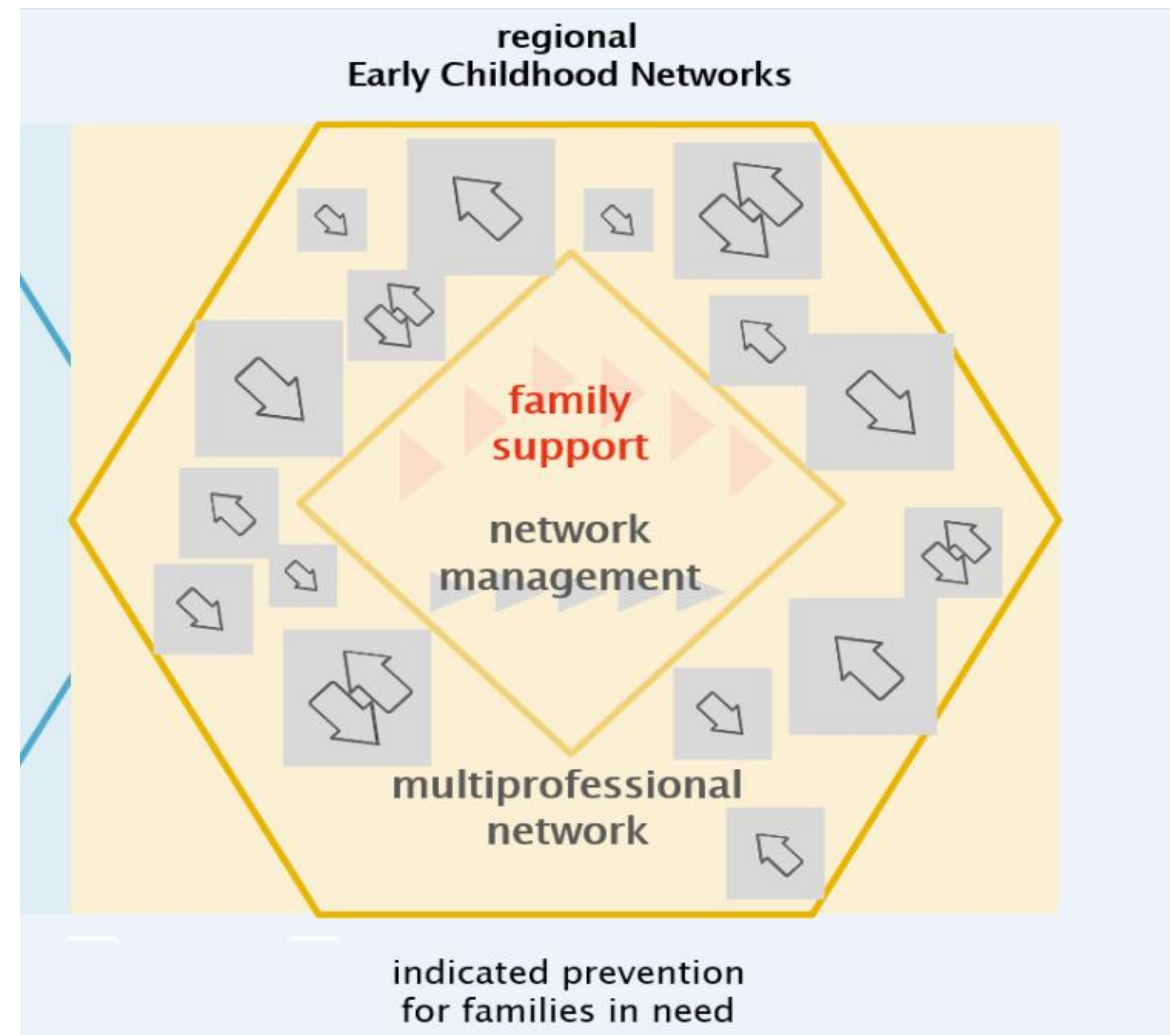 regional
Early Childhood Networks
family
support
network
management
multiprofessional
network
indicated prevention
for families in need